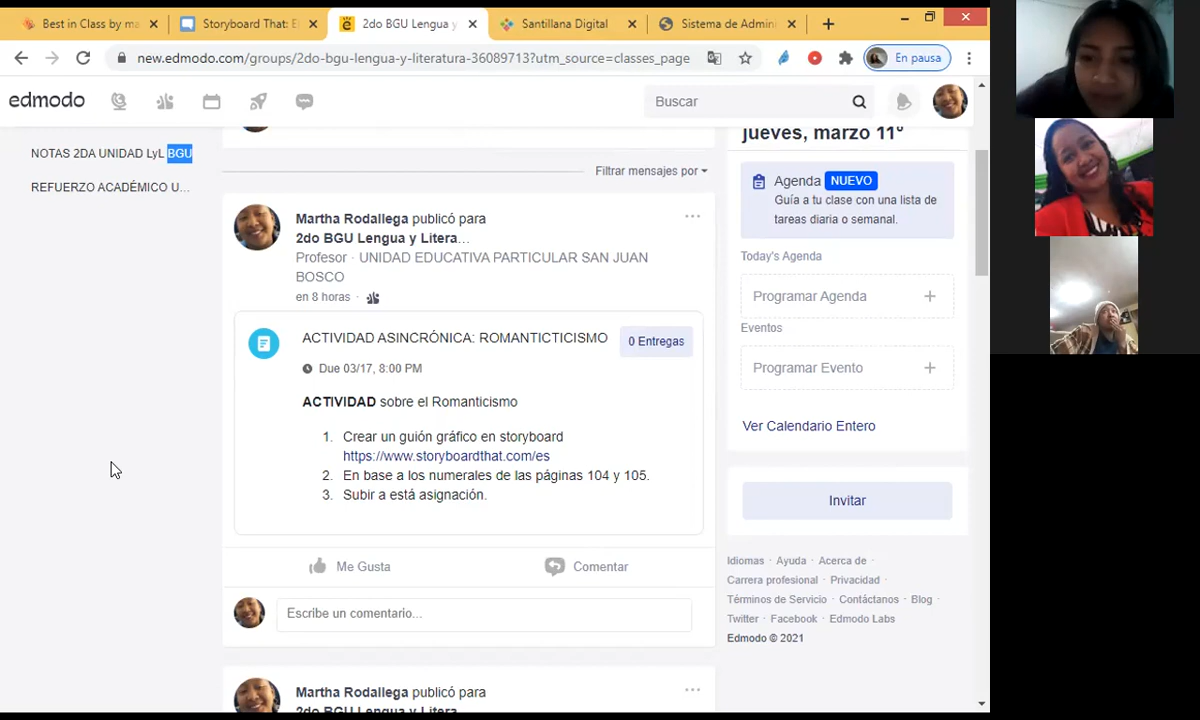 Best in Class by ma
Storyboard That: E
2do BGU Lengua y
Santillana Digital
Sistema de Admin
new.edmodo.com/groups/2do-bgu-lengua-y-literatura-36089713?utm_source=classes_page
En pausa
edmodo
Buscar
NOTAS 2DA UNIDAD LyL BGU
REFUERZO ACADÉMICO U...
Filtrar mensajes por
Martha Rodallega publicó para
2do BGU Lengua y Litera...
Profesor · UNIDAD EDUCATIVA PARTICULAR SAN JUAN
BOSCO
en 8 horas ·
ACTIVIDAD ASINCRÓNICA: ROMANTICTICISMO
0 Entregas
Due 03/17, 8:00 PM
ACTIVIDAD sobre el Romanticismo
1. Crear un guión gráfico en storyboard
https://www.storyboardthat.com/es
2. En base a los numerales de las páginas 104 y 105.
3. Subir a está asignación.
Me Gusta
Comentar
Escribe un comentario...
Martha Rodallega publicó para
2do BGU Lengua y Litera...
jueves, marzo 11º
Agenda NUEVO
Guía a tu clase con una lista de
tareas diaria o semanal.
Today's Agenda
Programar Agenda +
Eventos
Programar Evento +
Ver Calendario Entero
Invitar
Idiomas · Ayuda · Acerca de ·
Carrera profesional · Privacidad ·
Términos de Servicio · Contáctanos · Blog ·
Twitter · Facebook · Edmodo Labs
Edmodo © 2021